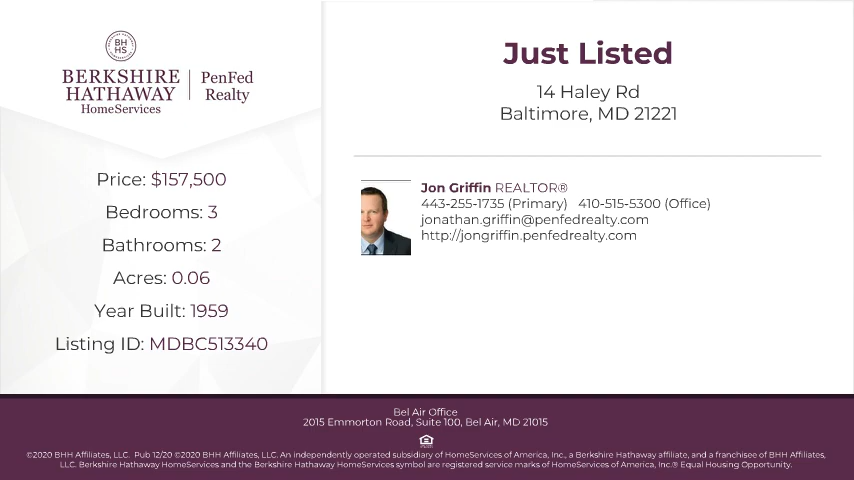 BH
HS
BERKSHIRE
HATHAWAY
HomeServices
PenFed
Realty
Price: $157,500
Bedrooms: 3
Bathrooms: 2
Acres: 0.06
Year Built: 1959
Listing ID: MDBC513340
Just Listed
14 Haley Rd
Baltimore, MD 21221
Jon Griffin REALTOR®
443-255-1735 (Primary) 410-515-5300 (Office)
jonathan.griffin@penfedrealty.com
http://jongriffin.penfedrealty.com
Bel Air Office
2015 Emmorton Road, Suite 100, Bel Air, MD 21015
©2020 BHH Affiliates, LLC. Pub 12/20 ©2020 BHH Affiliates, LLC. An independently operated subsidiary of HomeServices of America, Inc., a Berkshire Hathaway affiliate, and a franchisee of BHH Affiliates,
LLC. Berkshire Hathaway HomeServices and the Berkshire Hathaway HomeServices symbol are registered service marks of HomeServices of America, Inc.® Equal Housing Opportunity.